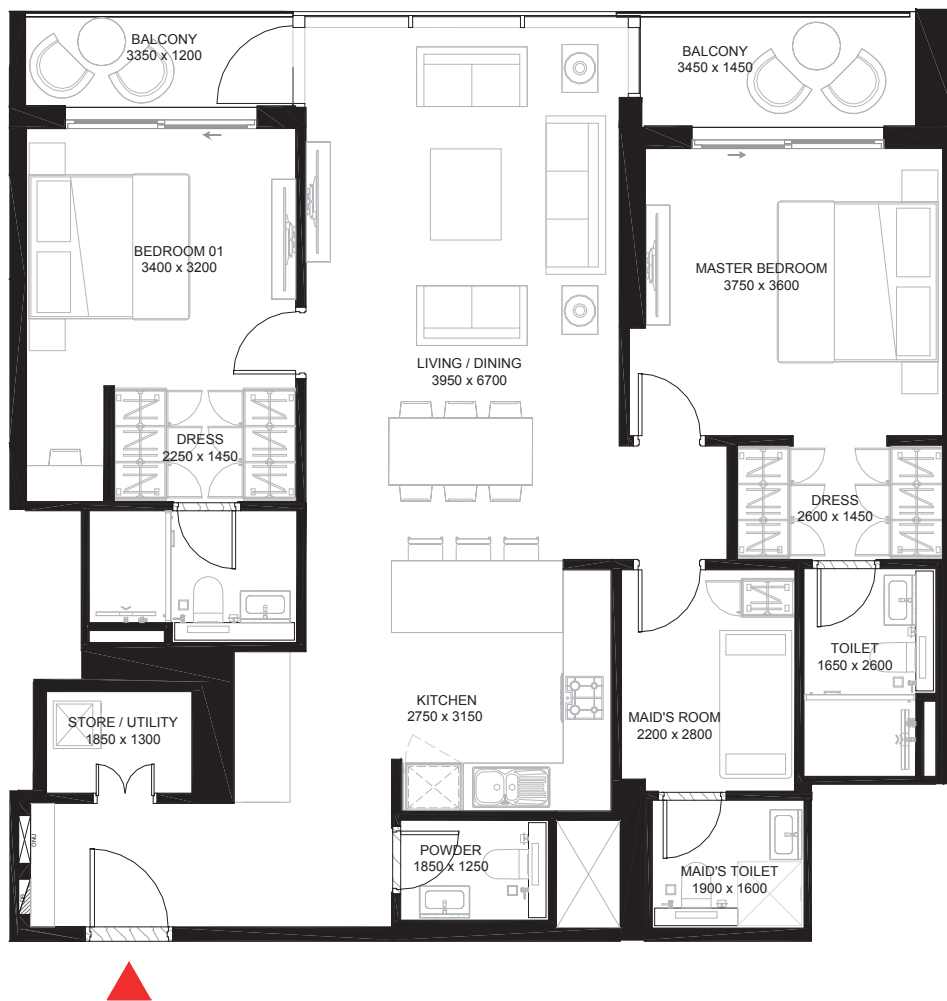 BALCONY
3350 x 1200
BALCONY
3450 x 1450
BEDROOM 01
3400 x 3200
MASTER BEDROOM
3750 x 3600
LIVING / DINING
3950 x 6700
DRESS
2250 x 1450
DRESS
2600 x 1450
TOILET
1650 x 2600
KITCHEN
2750 x 3150
MAID'S ROOM
2200 x 2800
STORE / UTILITY
1850 x 1300
ONU
POWDER
1850 x 1250
MAID'S TOILET
1900 x 1600